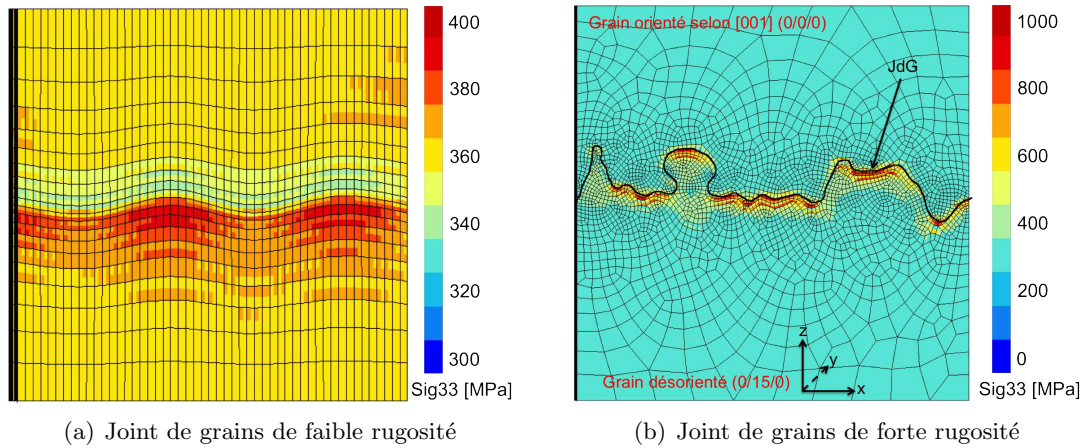 400
380
360
340
320
300
Sig33 [MPa]
(a) Joint de grains de faible rugosité
Grain orienté selon [001] (0/0/0)
JdG
z
y
x
Grain désorienté (0/15/0)
1000
800
600
400
200
0
Sig33 [MPa]
(b) Joint de grains de forte rugosité